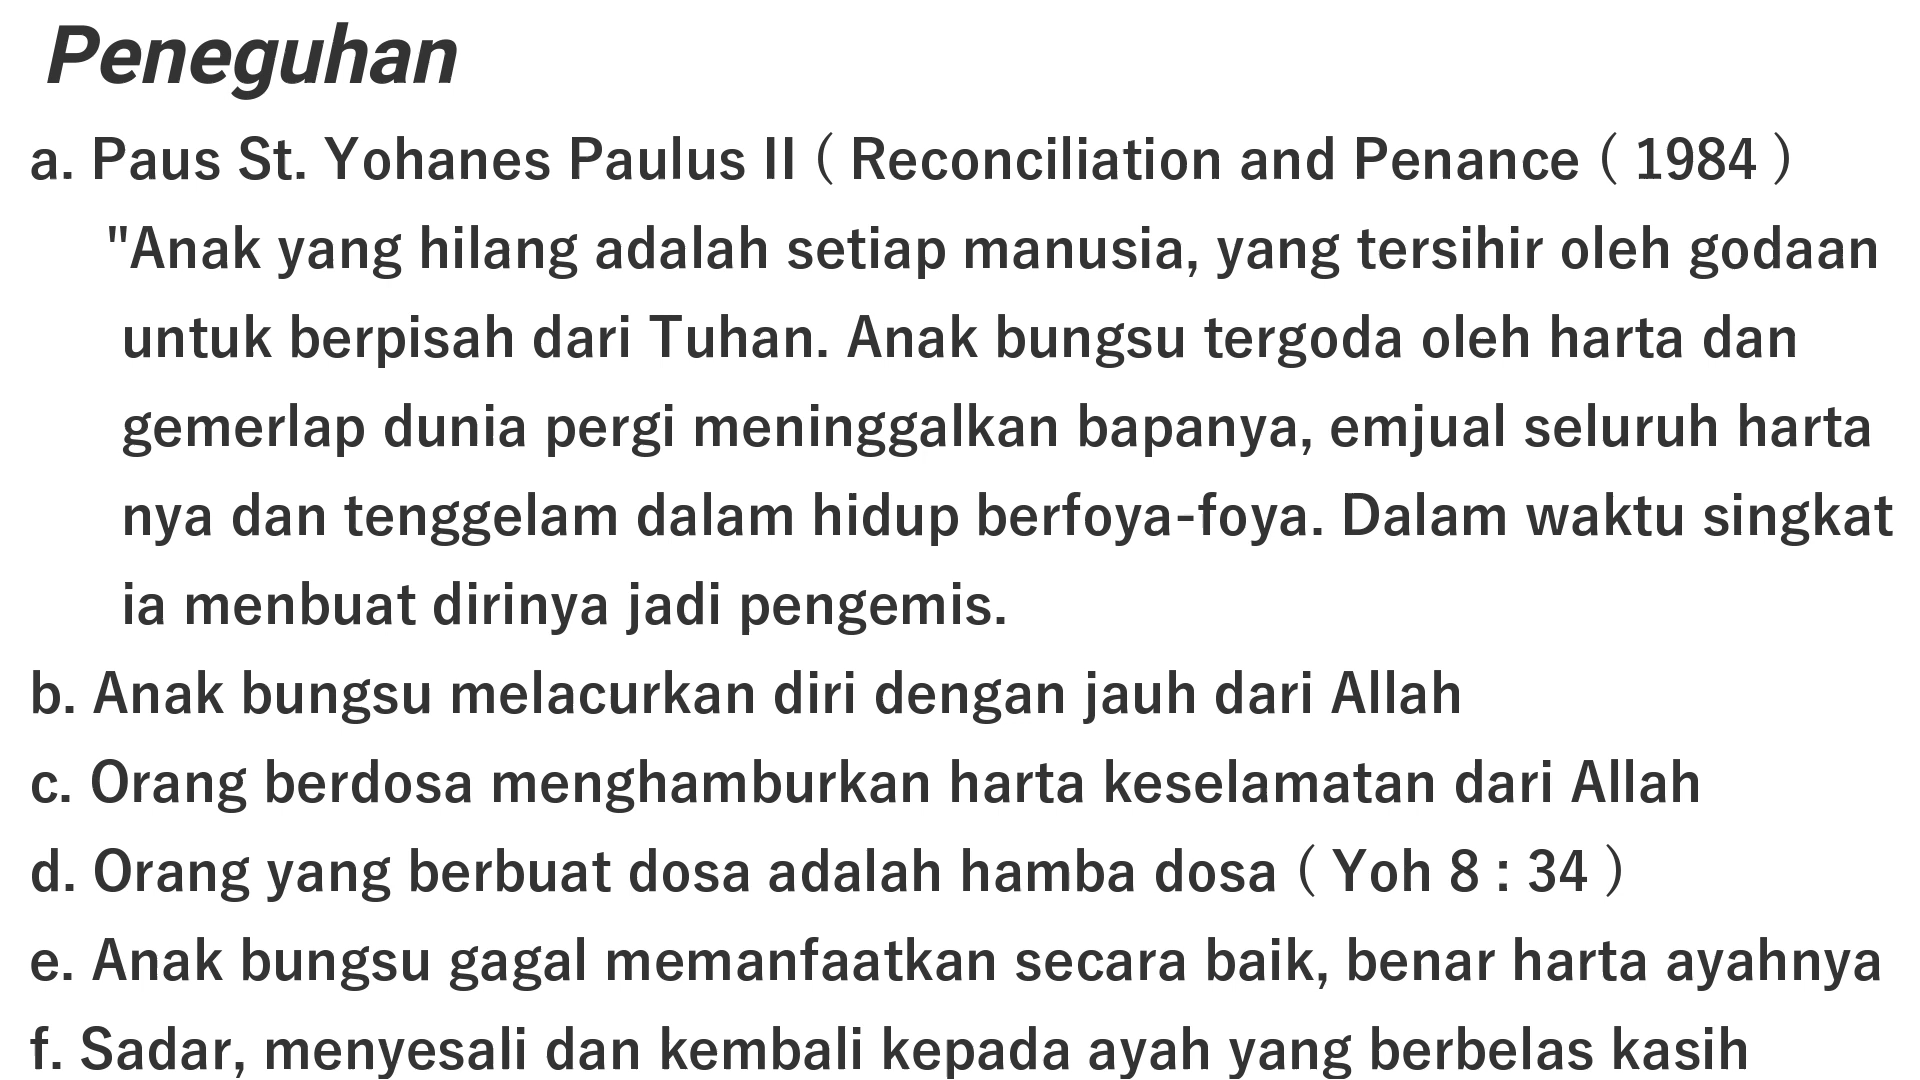 Peneguhan
a. Paus St. Yohanes Paulus II ( Reconciliation and Penance ( 1984 )
"Anak yang hilang adalah setiap manusia, yang tersihir oleh godaan
untuk berpisah dari Tuhan. Anak bungsu tergoda oleh harta dan
gemerlap dunia pergi meninggalkan bapanya, emjual seluruh harta
nya dan tenggelam dalam hidup berfoya-foya. Dalam waktu singkat
ia menbuat dirinya jadi pengemis.
b. Anak bungsu melacurkan diri dengan jauh dari Allah
c. Orang berdosa menghamburkan harta keselamatan dari Allah
d. Orang yang berbuat dosa adalah hamba dosa ( Yoh 8 : 34 )
e. Anak bungsu gagal memanfaatkan secara baik, benar harta ayahnya
f. Sadar, menyesali dan kembali kepada ayah yang berbelas kasih